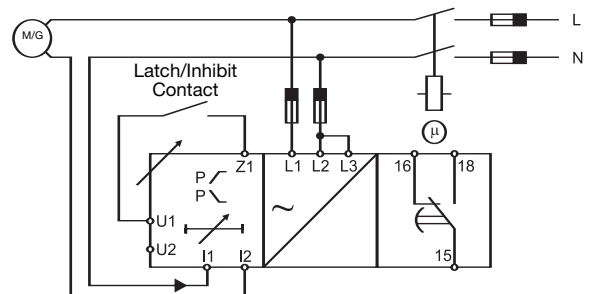 L
M/G
N
Latch/Inhibit
Contact
μ
Z1
L1
L2
L3
16
18
P
P
~
U1
U2
I1
I2
15